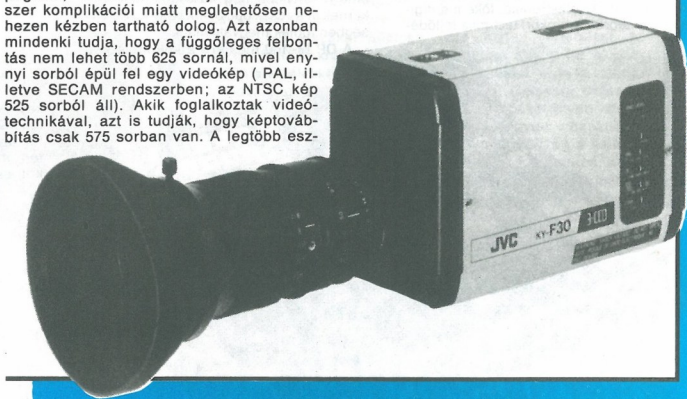 szer komplikációi miatt meglehetősen ne-
hezen kézben tartható dolog. Azt azonban
mindenki tudja, hogy a függőleges felbon-
tás nem lehet több 625 sornál, mivel eny-
nyi sorból épül fel egy videókép ( PAL, il-
letve SECAM rendszerben; az NTSC kép
525 sorból áll). Akik foglalkoztak videó-
technikával, azt is tudják, hogy képtováb-
bítás csak 575 sorban van. A legtöbb esz-
JVC KY-F30 3-CCD